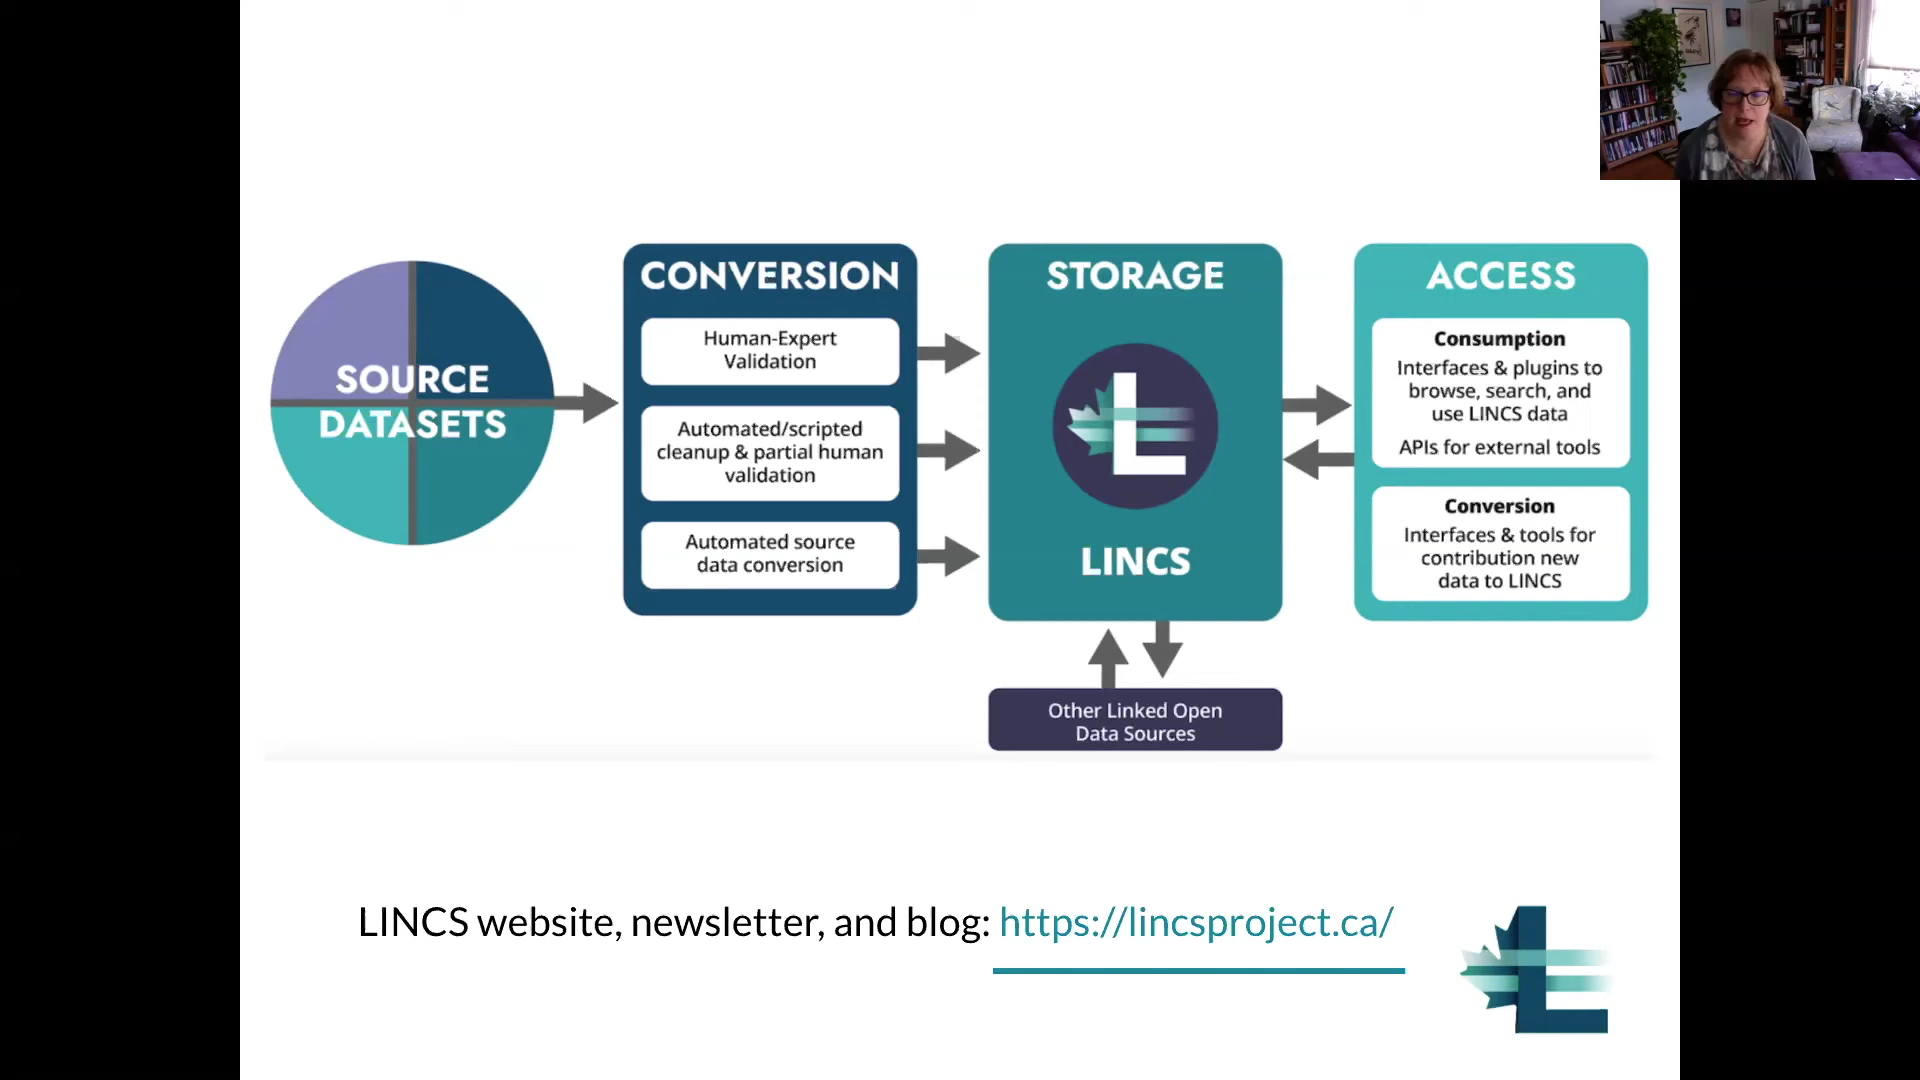 SOURCE
DATASETS
CONVERSION
Human-Expert
Validation
Automated/scripted
cleanup & partial human
validation
Automated source
data conversion
STORAGE
L
LINCS
ACCESS
Consumption
Interfaces & plugins to
browse, search, and
use LINCS data
APIs for external tools
Conversion
Interfaces & tools for
contribution new
data to LINCS
Other Linked Open
Data Sources
LINCS website, newsletter, and blog: https://lincsproject.ca/
L